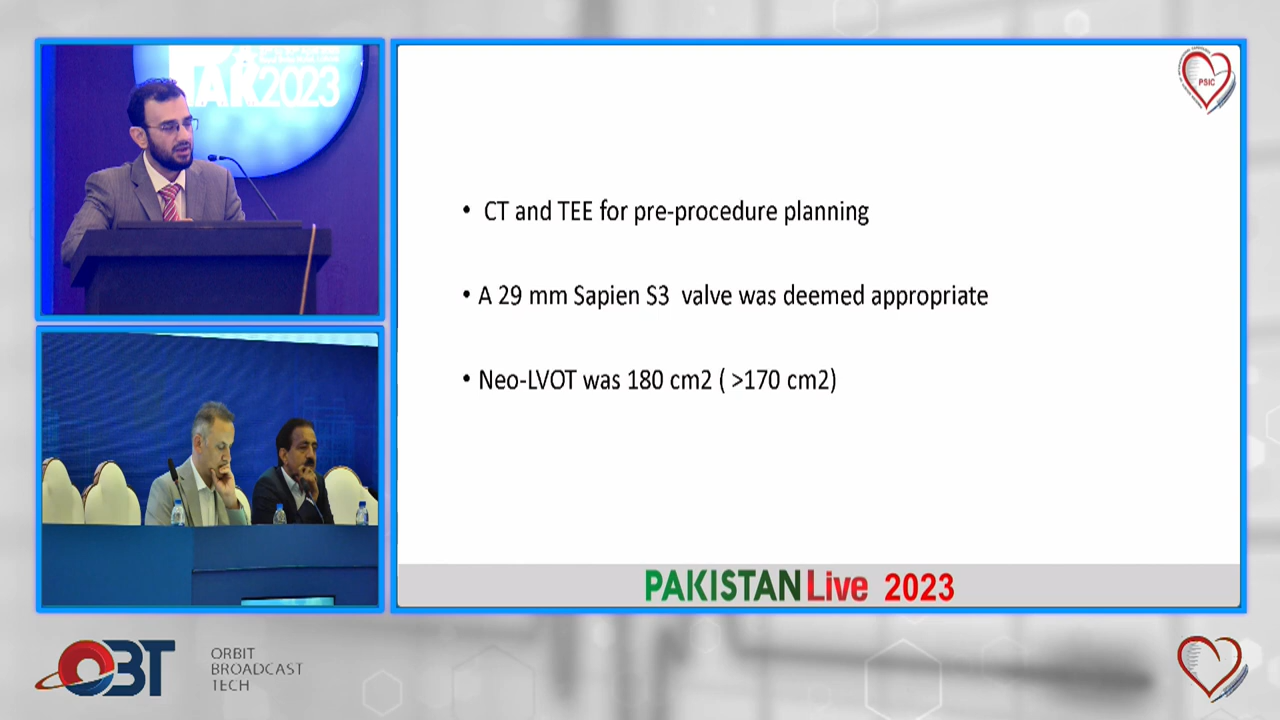 AK2023
PSIC
• CT and TEE for pre-procedure planning
• A 29 mm Sapien S3 valve was deemed appropriate
• Neo-LVOT was 180 cm2 ( >170 cm2)
PAKISTAN Live 2023
OBT
ORBIT
BROADCAST
TECH